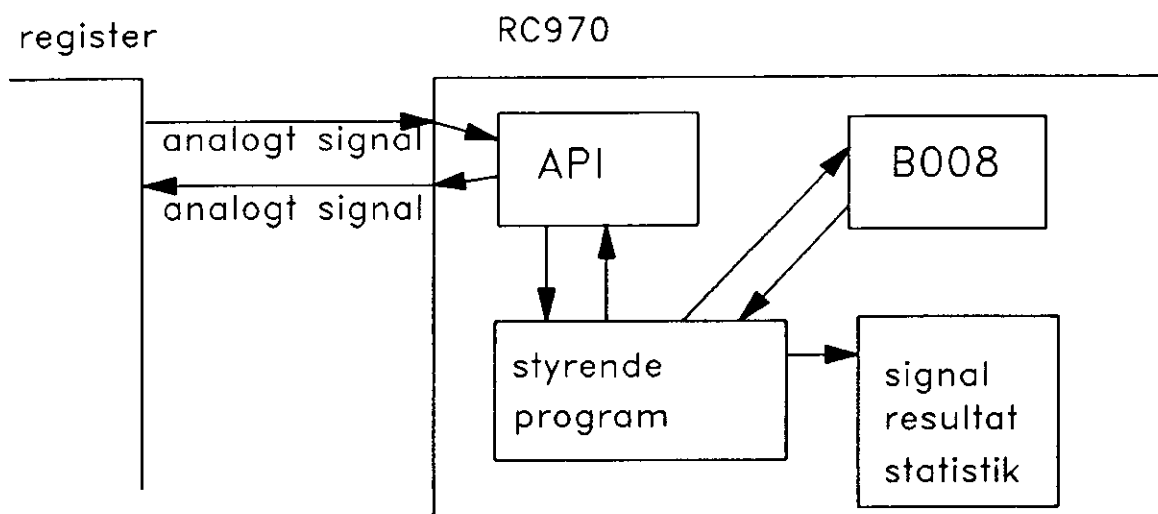 register
RC970
analogt signal
analogt signal
API
B008
styrende
program
signal
resultat
statistik